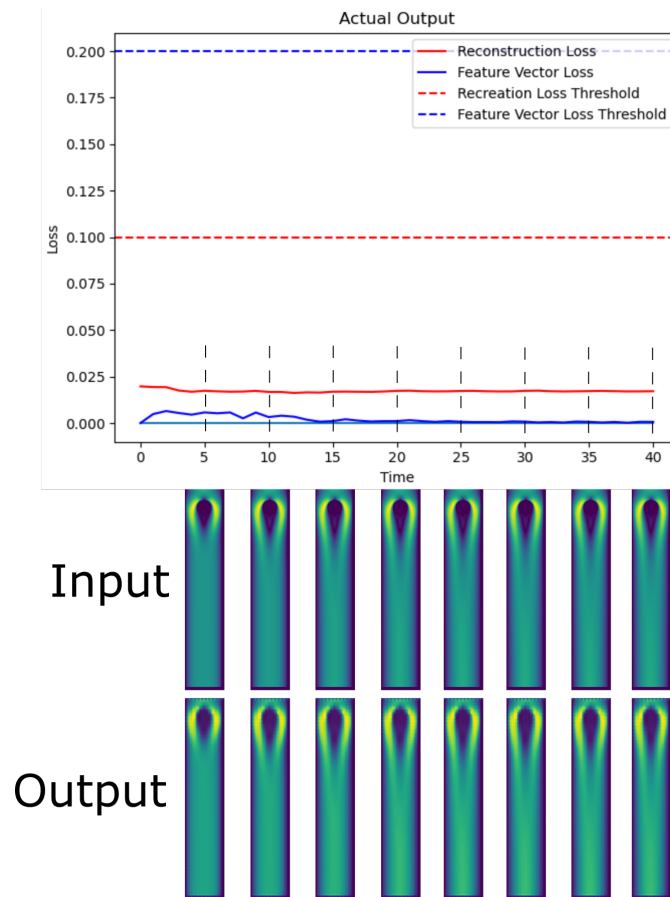 Actual Output
0.200
Reconstruction Loss
Feature Vector Loss
Recreation Loss Threshold
Feature Vector Loss Threshold
0.175
0.150
0.125
0.100
0.075
0.050
0.025
0.000
Loss
0 5 10 15 20 25 30 35 40
Time
Input
Output